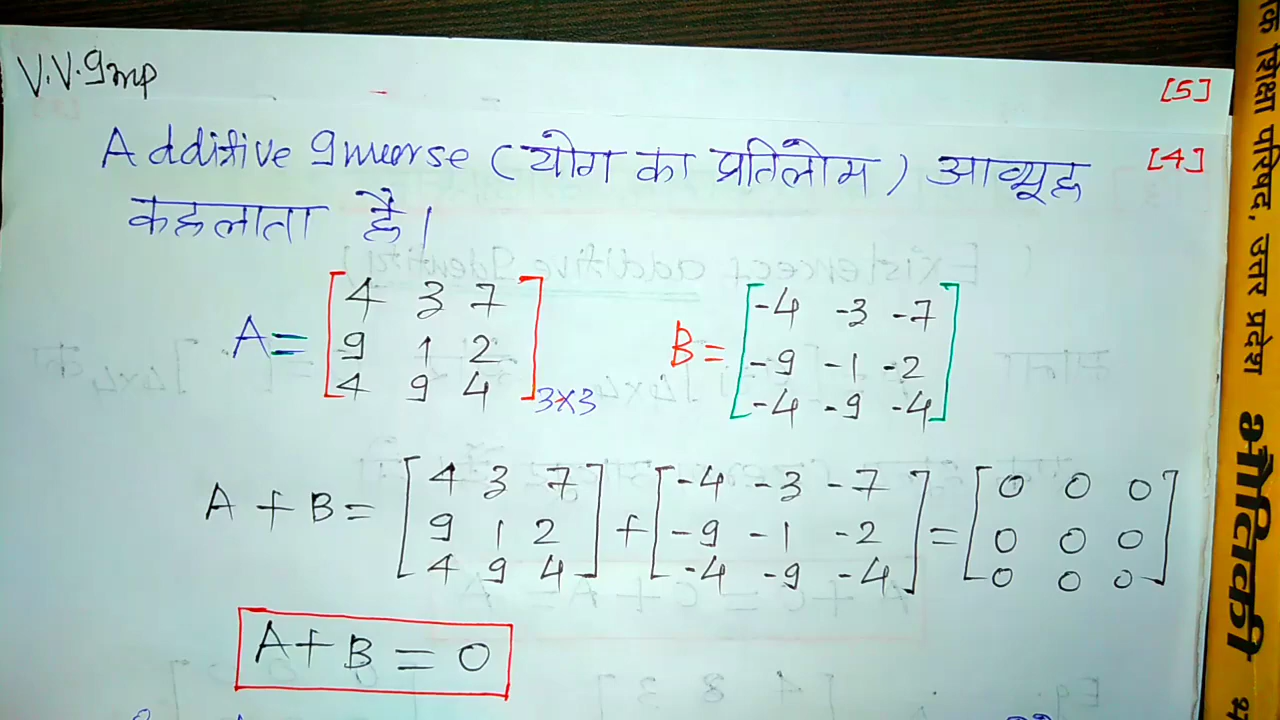 V.V.Imp
[5]
Additive Inverse (योग का प्रतिलोम) आव्यूह [4]
कहलाता है।
A = [4 3 7
9 1 2
4 9 4]3×3
B = [-4 -3 -7
-9 -1 -2
-4 -9 -4]
A + B = [4 3 7 + [-4 -3 -7 = [0 0 0
9 1 2 -9 -1 -2 0 0 0
4 9 4] -4 -9 -4] 0 0 0]
A + B = 0
शिक्षा परिषद, उत्तर प्रदेश
भौतिकी